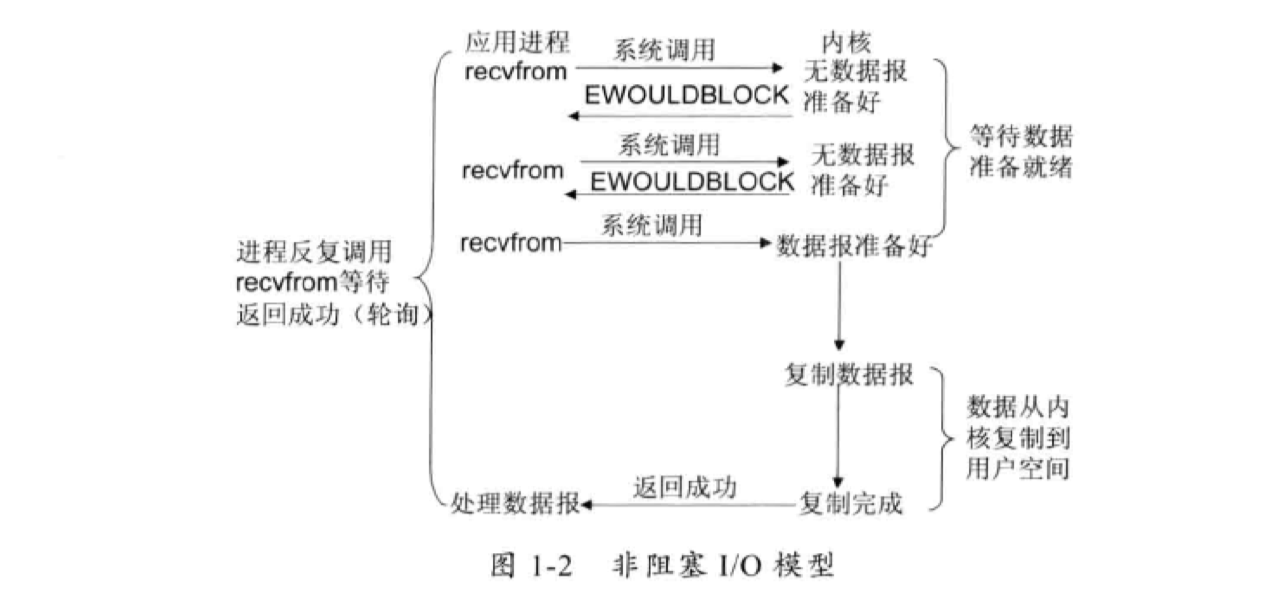 应用进程
系统调用
内核
recvfrom
无数据报
EWOULDBLOCK
准备好
系统调用
无数据报
recvfrom
EWOULDBLOCK
准备好
等待数据
准备就绪
系统调用
recvfrom
数据报准备好
进程反复调用
recvfrom等待
返回成功（轮询）
复制数据报
数据从内
核复制到
用户空间
返回成功
处理数据报
复制完成
图 1-2 非阻塞 I/O 模型